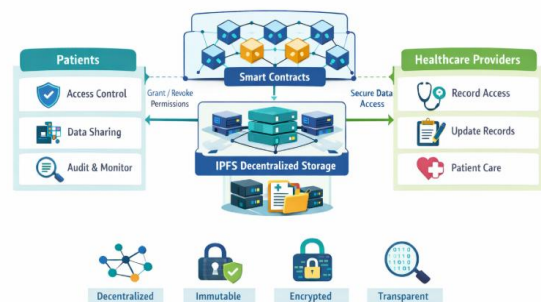 Patients
Access Control
Data Sharing
Audit & Monitor
Smart Contracts
Grant / Revoke
Permissions
Secure Data
Access
IPFS Decentralized Storage
Healthcare Providers
Record Access
Update Records
Patient Care
Decentralized
Immutable
Encrypted
Transparent